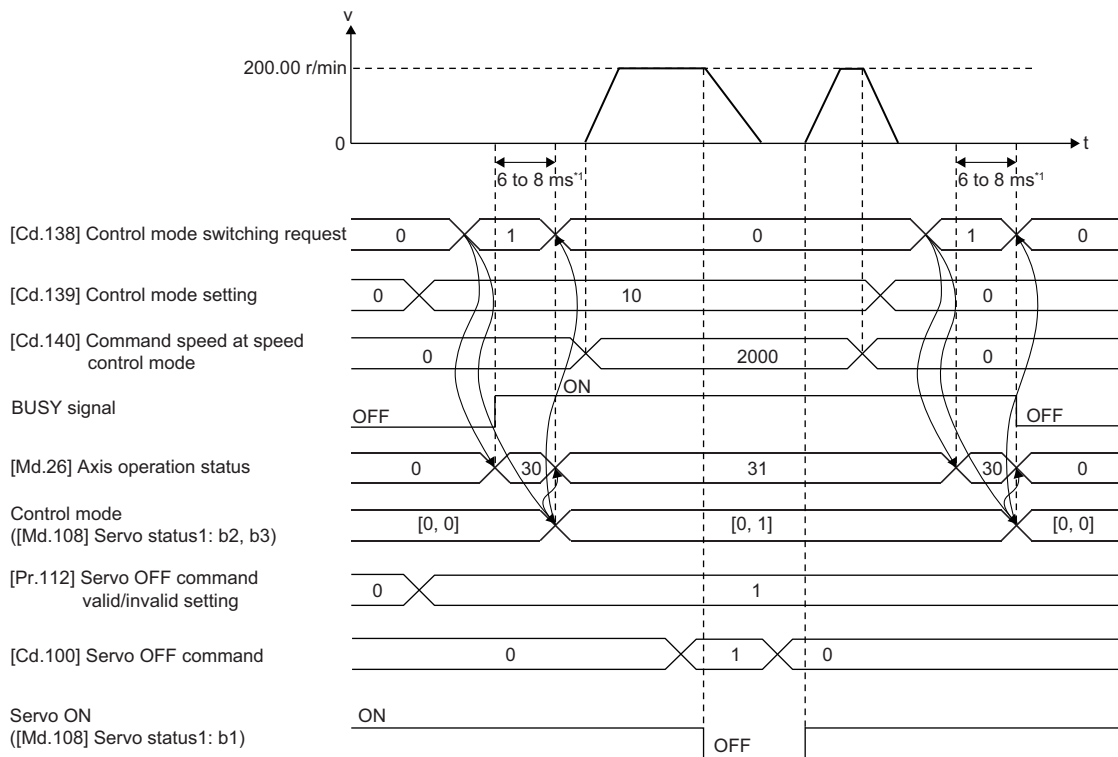 v
200.00 r/min
0
t
6 to 8 ms*1
6 to 8 ms*1
[Cd.138] Control mode switching request
0
1
0
1
0
[Cd.139] Control mode setting
0
10
0
[Cd.140] Command speed at speed
control mode
0
2000
0
BUSY signal
OFF
ON
OFF
[Md.26] Axis operation status
0
30
31
30
0
Control mode
([Md.108] Servo status1: b2, b3)
[0, 0]
[0, 1]
[0, 0]
[Pr.112] Servo OFF command
valid/invalid setting
0
1
[Cd.100] Servo OFF command
0
1
0
Servo ON
([Md.108] Servo status1: b1)
ON
OFF